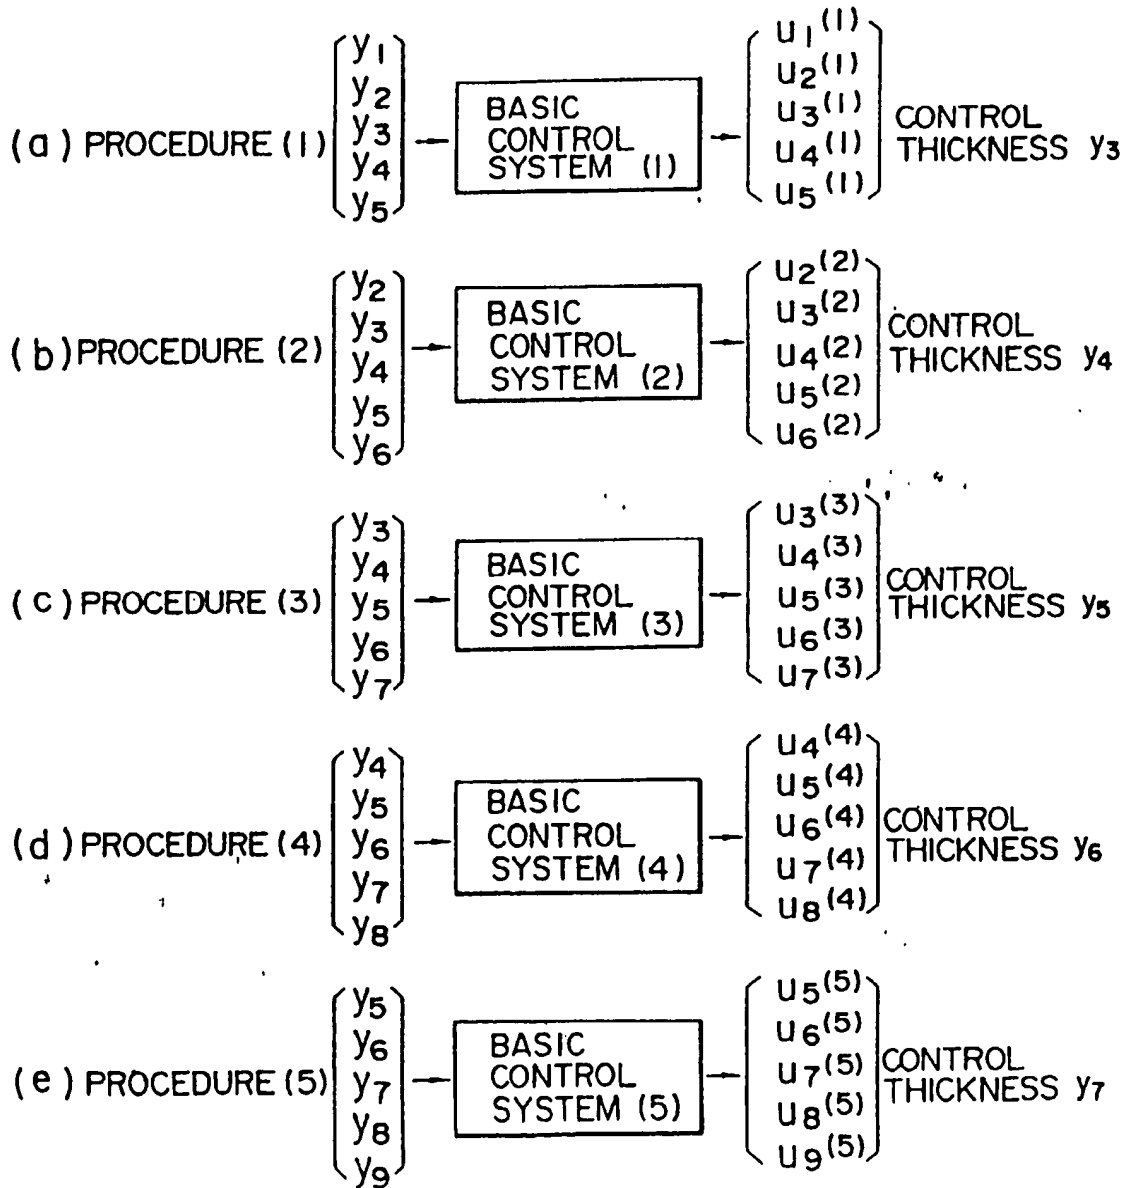 (a) PROCEDURE (1)
y1
y2
y3
y4
y5
BASIC
CONTROL
SYSTEM (1)
u1(1)
u2(1)
u3(1)
u4(1)
u5(1)
CONTROL
THICKNESS y3
(b) PROCEDURE (2)
y2
y3
y4
y5
y6
BASIC
CONTROL
SYSTEM (2)
u2(2)
u3(2)
u4(2)
u5(2)
u6(2)
CONTROL
THICKNESS y4
(c) PROCEDURE (3)
y3
y4
y5
y6
y7
BASIC
CONTROL
SYSTEM (3)
u3(3)
u4(3)
u5(3)
u6(3)
u7(3)
CONTROL
THICKNESS y5
(d) PROCEDURE (4)
y4
y5
y6
y7
y8
BASIC
CONTROL
SYSTEM (4)
u4(4)
u5(4)
u6(4)
u7(4)
u8(4)
CONTROL
THICKNESS y6
(e) PROCEDURE (5)
y5
y6
y7
y8
y9
BASIC
CONTROL
SYSTEM (5)
u5(5)
u6(5)
u7(5)
u8(5)
u9(5)
CONTROL
THICKNESS y7